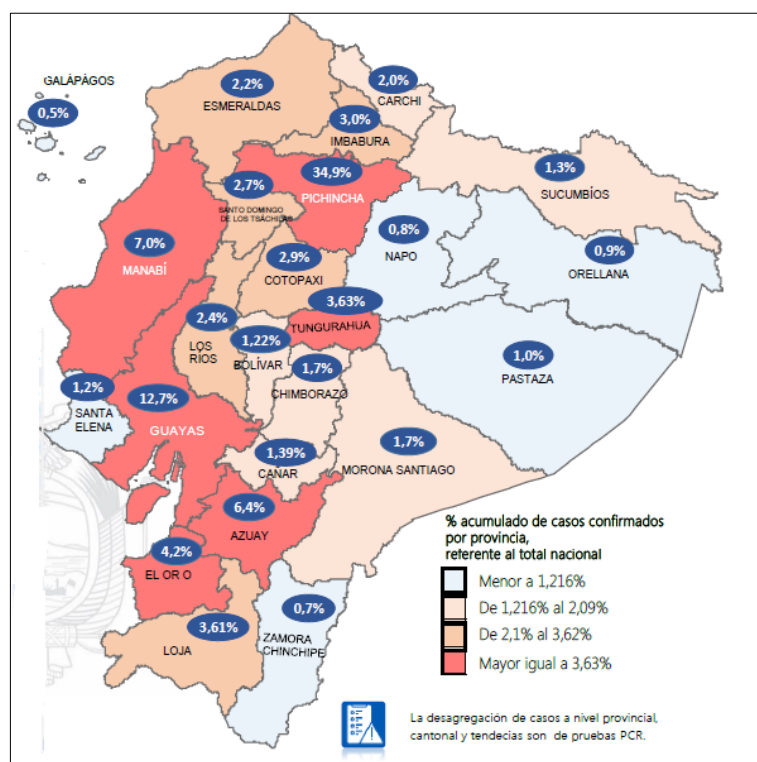 GALÁPÁGOS
0,5%
2,2%
ESMERALDAS
2,0%
CARCHI
3,0%
IMBABURA
34,9%
PICHINCHA
1,3%
SUCUMBÍOS
2,7%
SANTO DOMINGO
DE LOS TSÁCHILAS
7,0%
MANABÍ
0,8%
NAPO
0,9%
ORELLANA
2,9%
COTOPAXI
3,63%
TUNGURAHUA
2,4%
LOS
RÍOS
1,22%
BOLÍVAR
1,7%
CHIMBORAZO
1,0%
PASTAZA
1,2%
SANTA
ELENA
12,7%
GUAYAS
1,39%
CAÑAR
1,7%
MORONA SANTIAGO
6,4%
AZUAY
4,2%
EL OR O
3,61%
LOJA
0,7%
ZAMORA
CHINCHIPE
% acumulado de casos confirmados
por provincia,
referente al total nacional
Menor a 1,216%
De 1,216% al 2,09%
De 2,1% al 3,62%
Mayor igual a 3,63%
La desagregación de casos a nivel provincial,
cantonal y tendecias son de pruebas PCR.